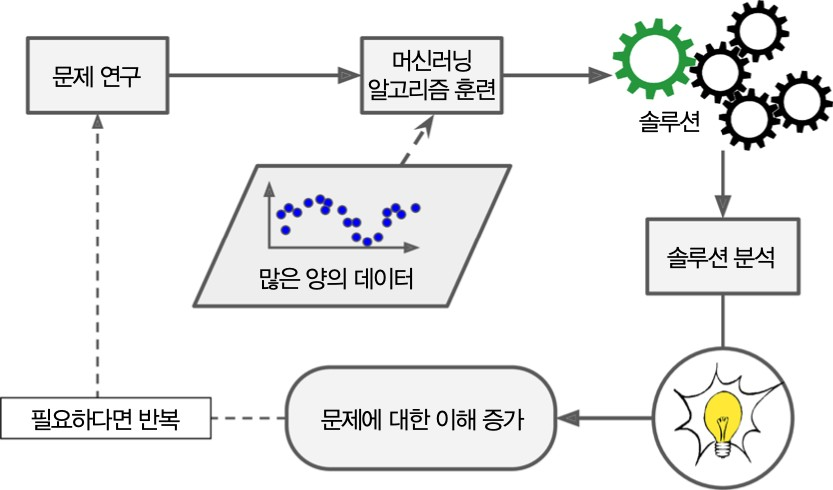 문제 연구
머신러닝
알고리즘 훈련
솔루션
많은 양의 데이터
솔루션 분석
필요하다면 반복
문제에 대한 이해 증가